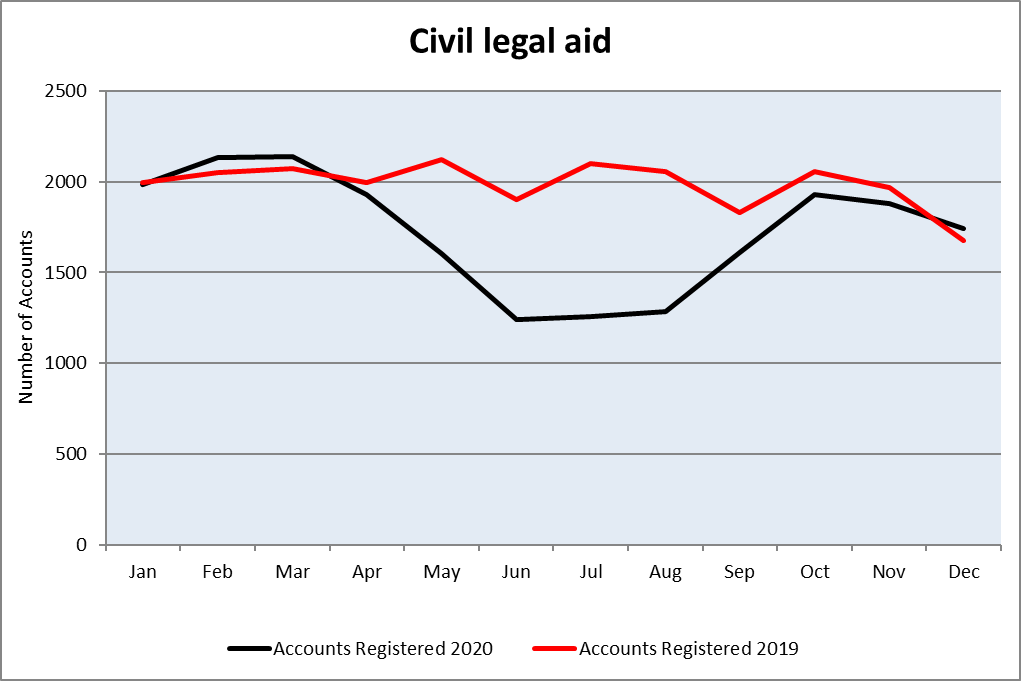 Civil legal aid
2500
2000
1500
1000
500
0
Number of Accounts
Jan Feb Mar Apr May Jun Jul Aug Sep Oct Nov Dec
Accounts Registered 2020 Accounts Registered 2019